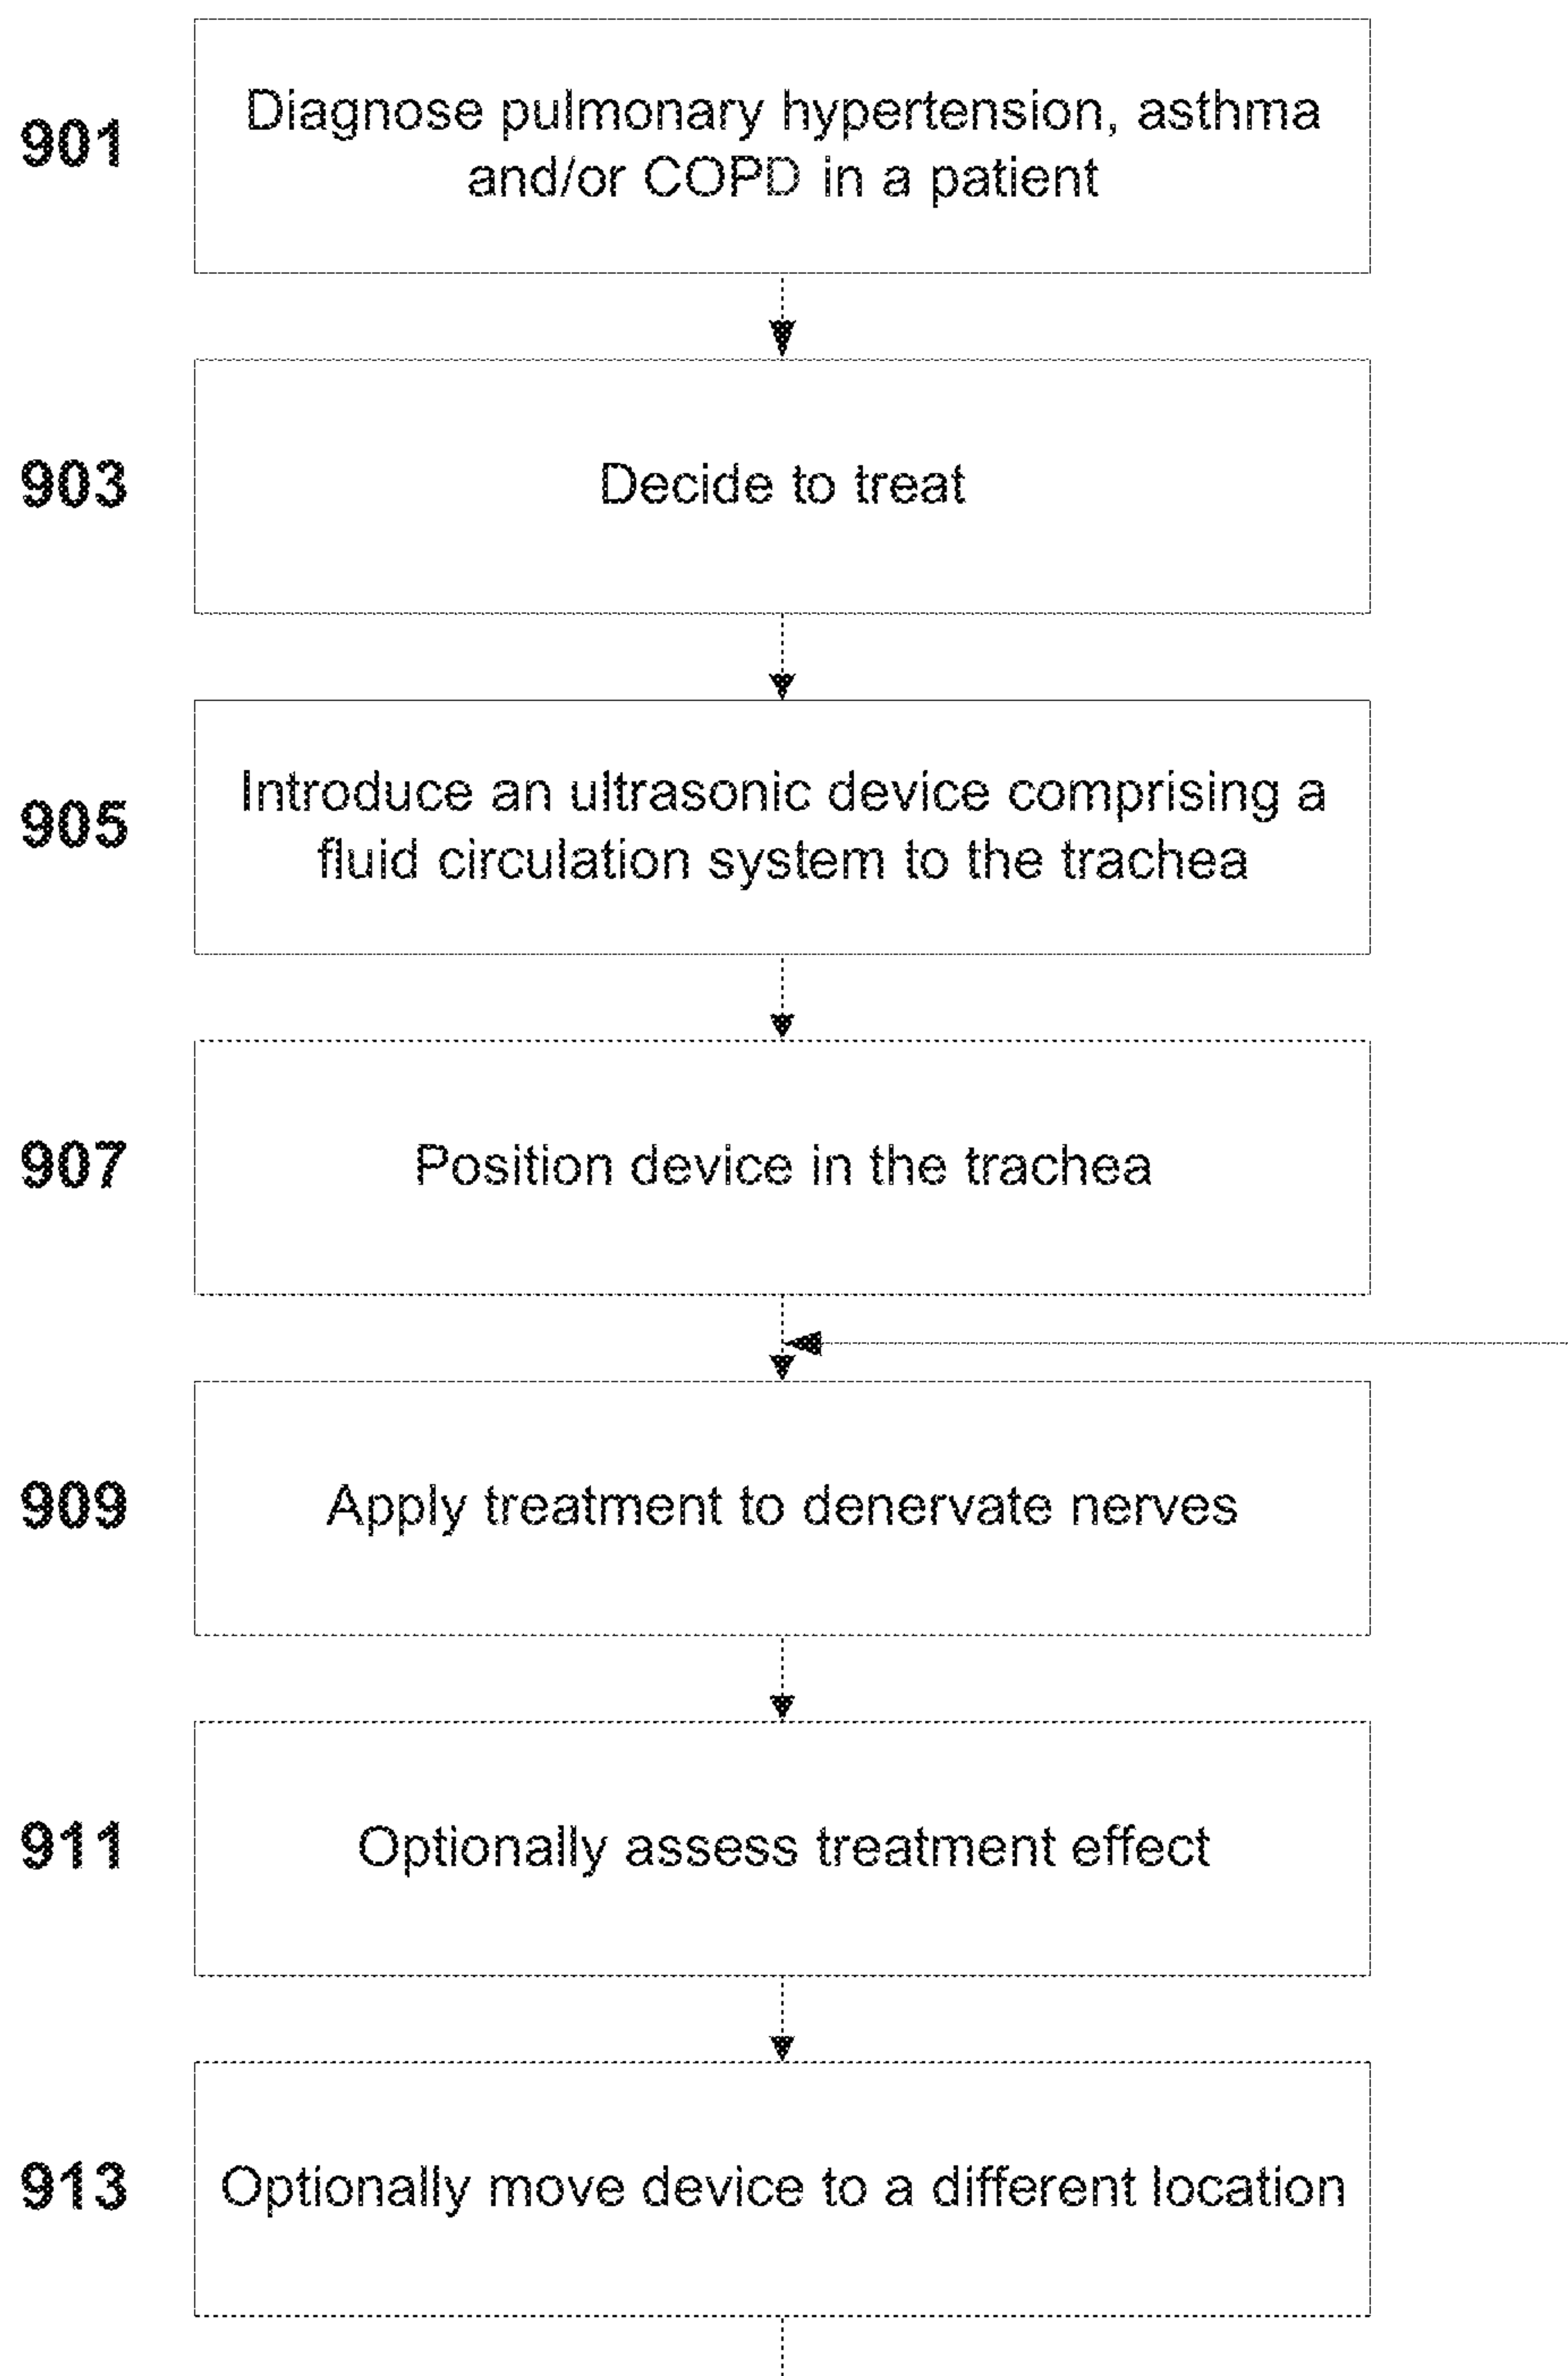 901
Diagnose pulmonary hypertension, asthma
and/or COPD in a patient
903
Decide to treat
905
Introduce an ultrasonic device comprising a
fluid circulation system to the trachea
907
Position device in the trachea
909
Apply treatment to denervate nerves
911
Optionally assess treatment effect
913
Optionally move device to a different location